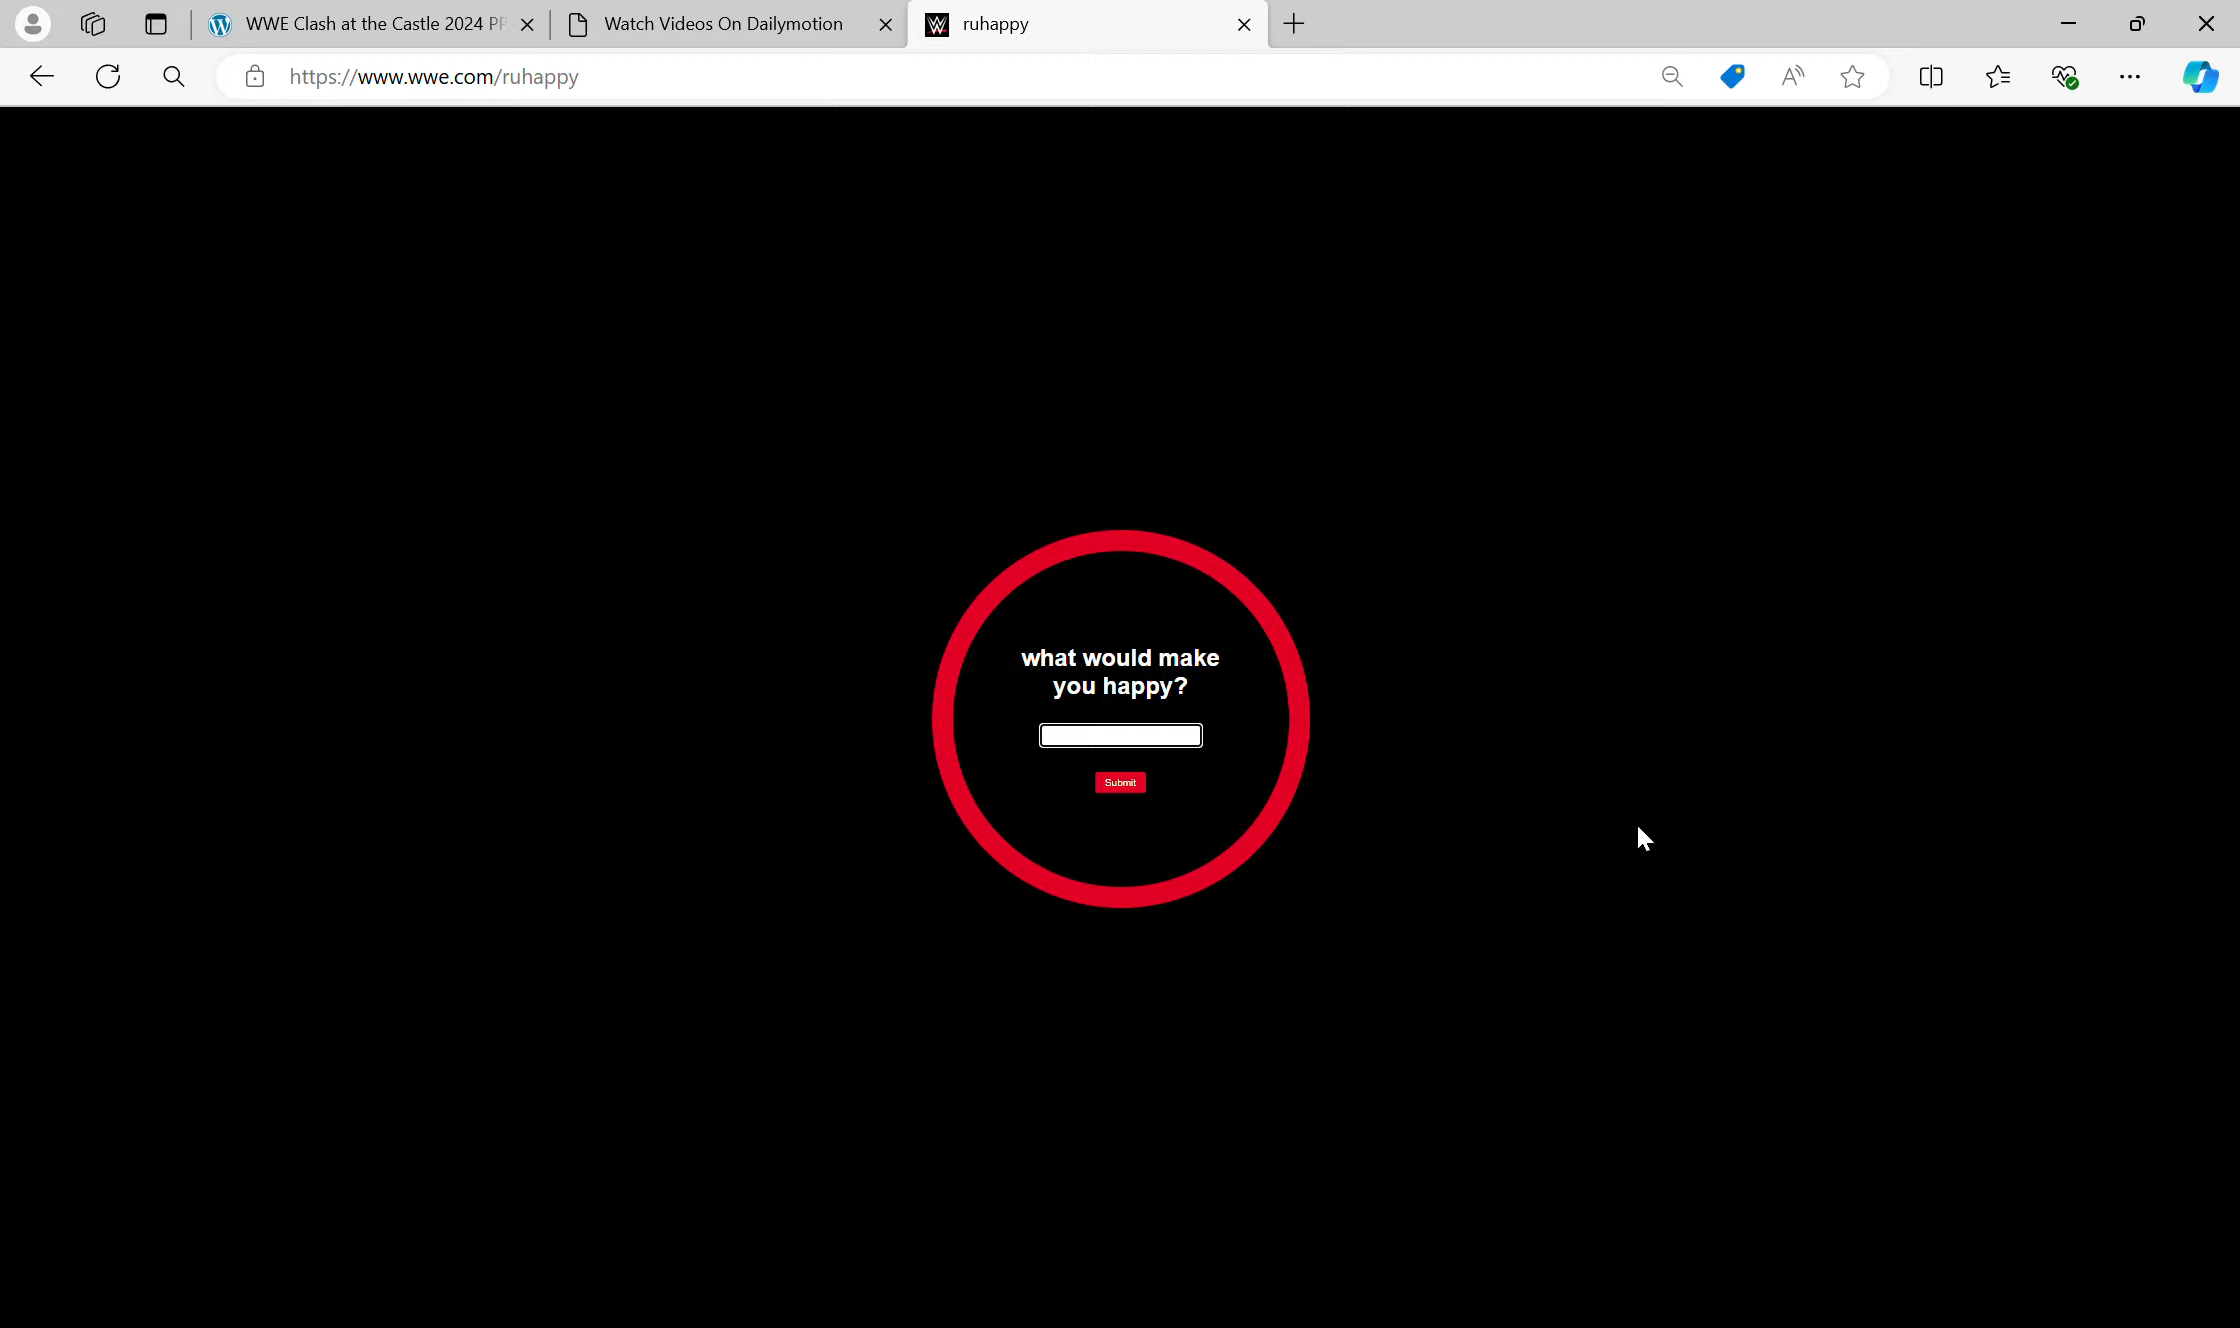 WWE Clash at the Castle 2024 PP
Watch Videos On Dailymotion
ruhappy
https://www.wwe.com/ruhappy
what would make
you happy?
Submit